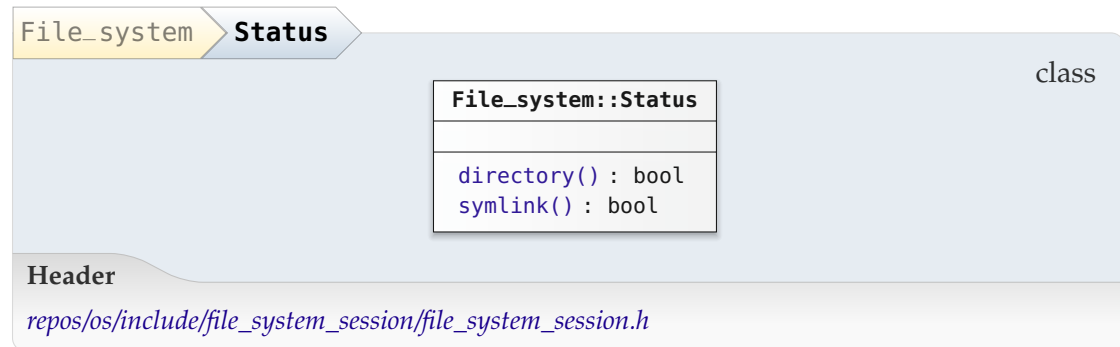 File_system Status
class
File_system::Status
directory() : bool
symlink() : bool
Header
repos/os/include/file_system_session/file_system_session.h